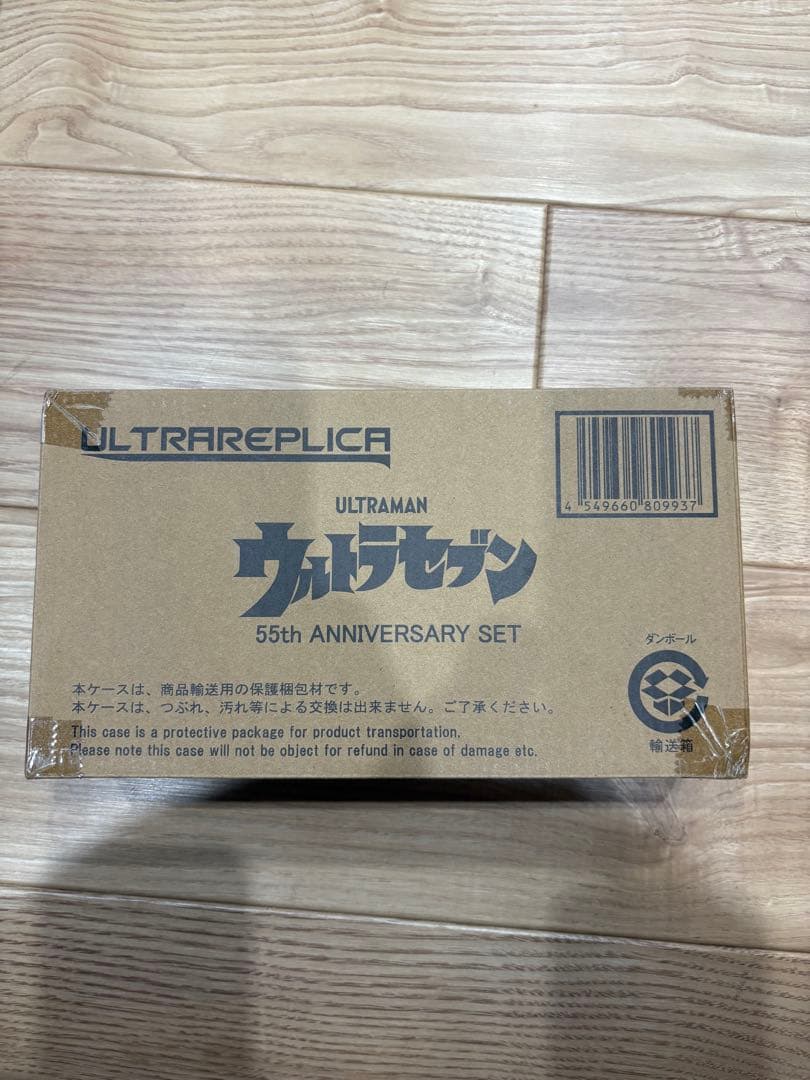 ULTRAREPLICA
4 549660 809937
ULTRAMAN
ウルトラセブン
55th ANNIVERSARY SET
ダンボール
輸送箱
本ケースは、商品輸送用の保護梱包材です。
本ケースは、つぶれ、汚れ等による交換は出来ません。ご了承ください。
This case is a protective package for product transportation.
Please note this case will not be object for refund in case of damage etc.